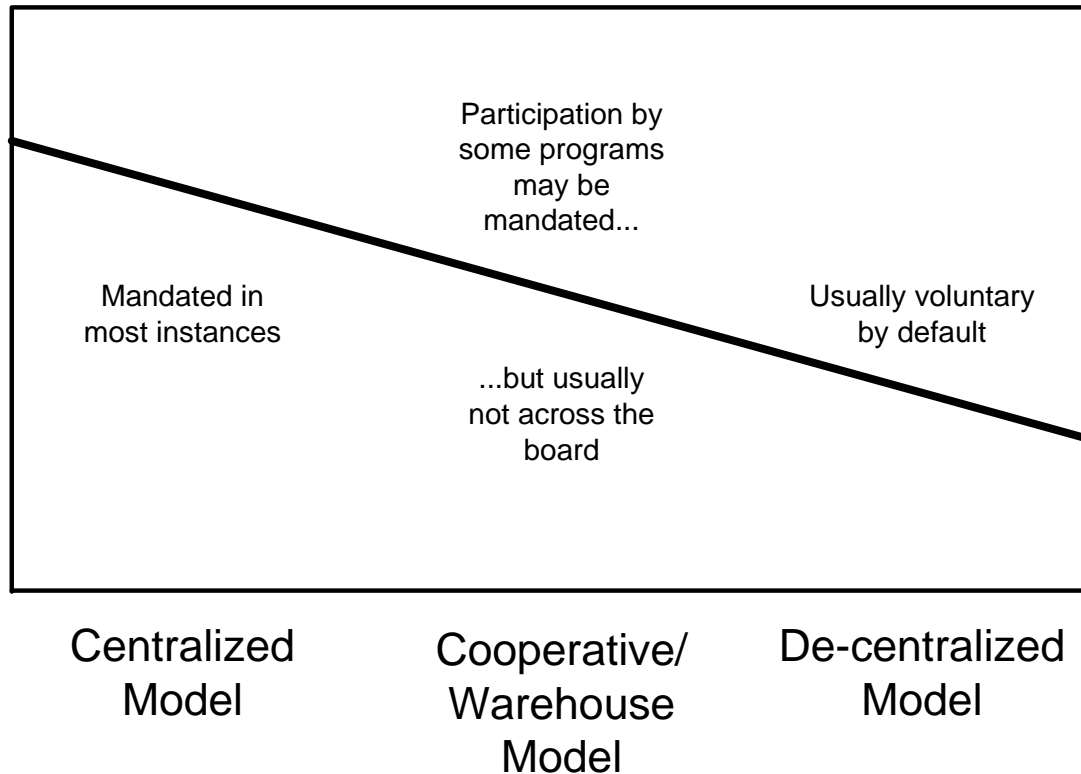 Participation by
some programs
may be
mandated...
Mandated in
most instances
Usually voluntary
by default
...but usually
not across the
board
Centralized
Model
Cooperative/
Warehouse
Model
De-centralized
Model